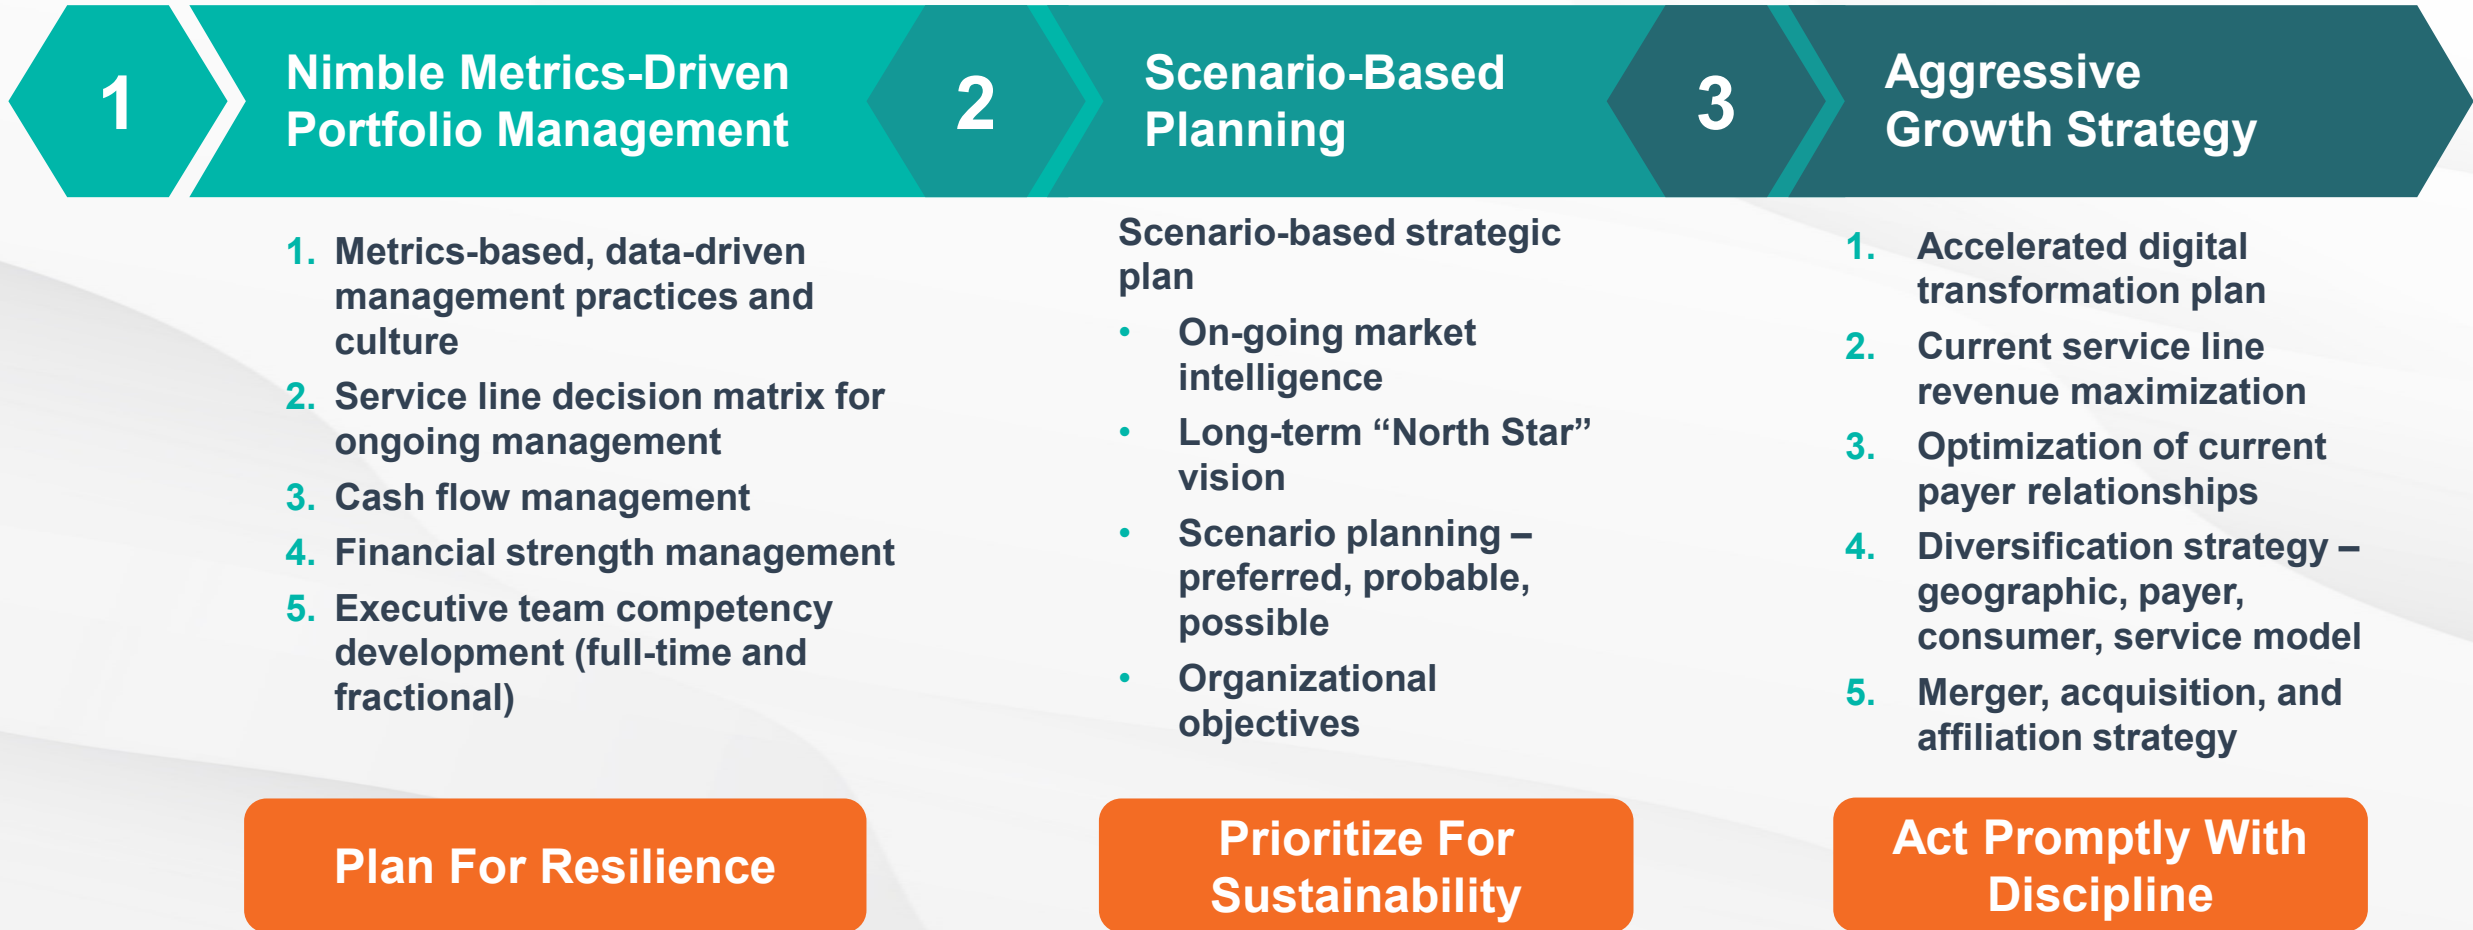 1
Nimble Metrics-Driven
Portfolio Management
1. Metrics-based, data-driven
management practices and
culture
2. Service line decision matrix for
ongoing management
3. Cash flow management
4. Financial strength management
5. Executive team competency
development (full-time and
fractional)
Plan For Resilience
2
Scenario-Based
Planning
Scenario-based strategic
plan
• On-going market
intelligence
• Long-term “North Star”
vision
• Scenario planning –
preferred, probable,
possible
• Organizational
objectives
Prioritize For
Sustainability
3
Aggressive
Growth Strategy
1. Accelerated digital
transformation plan
2. Current service line
revenue maximization
3. Optimization of current
payer relationships
4. Diversification strategy –
geographic, payer,
consumer, service model
5. Merger, acquisition, and
affiliation strategy
Act Promptly With
Discipline